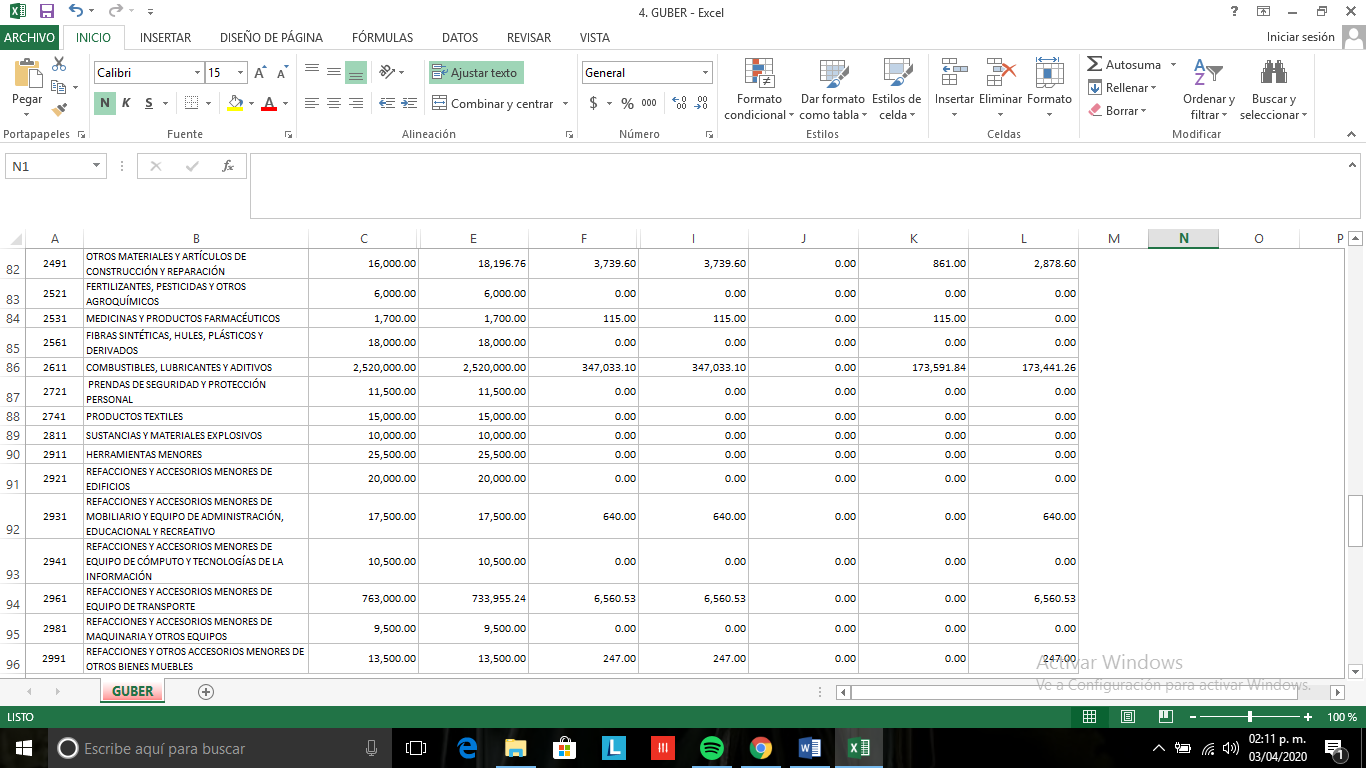 4. GUBER - Excel
ARCHIVO INICIO INSERTAR DISEÑO DE PÁGINA FÓRMULAS DATOS REVISAR VISTA Iniciar sesión
Pegar
Portapapeles
Calibri 15
N K S A
Fuente
Ajustar texto
Combinar y centrar
Alineación
General
$ % 000
Número
Formato condicional
Dar formato como tabla
Estilos de celda
Estilos
Insertar Eliminar Formato
Celdas
Autosuma
Rellenar
Borrar
Ordenar y filtrar
Buscar y seleccionar
Modificar
N1 fx
A B C E F I J K L M N O P
82 2491 OTROS MATERIALES Y ARTÍCULOS DE
CONSTRUCCIÓN Y REPARACIÓN 16,000.00 18,196.76 3,739.60 3,739.60 0.00 861.00 2,878.60
83 2521 FERTILIZANTES, PESTICIDAS Y OTROS
AGROQUÍMICOS 6,000.00 6,000.00 0.00 0.00 0.00 0.00 0.00
84 2531 MEDICINAS Y PRODUCTOS FARMACÉUTICOS 1,700.00 1,700.00 115.00 115.00 0.00 115.00 0.00
85 2561 FIBRAS SINTÉTICAS, HULES, PLÁSTICOS Y
DERIVADOS 18,000.00 18,000.00 0.00 0.00 0.00 0.00 0.00
86 2611 COMBUSTIBLES, LUBRICANTES Y ADITIVOS 2,520,000.00 2,520,000.00 347,033.10 347,033.10 0.00 173,591.84 173,441.26
87 2721 PRENDAS DE SEGURIDAD Y PROTECCIÓN
PERSONAL 11,500.00 11,500.00 0.00 0.00 0.00 0.00 0.00
88 2741 PRODUCTOS TEXTILES 15,000.00 15,000.00 0.00 0.00 0.00 0.00 0.00
89 2811 SUSTANCIAS Y MATERIALES EXPLOSIVOS 10,000.00 10,000.00 0.00 0.00 0.00 0.00 0.00
90 2911 HERRAMIENTAS MENORES 25,500.00 25,500.00 0.00 0.00 0.00 0.00 0.00
91 2921 REFACCIONES Y ACCESORIOS MENORES DE
EDIFICIOS 20,000.00 20,000.00 0.00 0.00 0.00 0.00 0.00
92 2931 REFACCIONES Y ACCESORIOS MENORES DE
MOBILIARIO Y EQUIPO DE ADMINISTRACIÓN,
EDUCACIONAL Y RECREATIVO 17,500.00 17,500.00 640.00 640.00 0.00 0.00 640.00
93 2941 REFACCIONES Y ACCESORIOS MENORES DE
EQUIPO DE CÓMPUTO Y TECNOLOGÍAS DE LA
INFORMACIÓN 10,500.00 10,500.00 0.00 0.00 0.00 0.00 0.00
94 2961 REFACCIONES Y ACCESORIOS MENORES DE
EQUIPO DE TRANSPORTE 763,000.00 733,955.24 6,560.53 6,560.53 0.00 0.00 6,560.53
95 2981 REFACCIONES Y ACCESORIOS MENORES DE
MAQUINARIA Y OTROS EQUIPOS 9,500.00 9,500.00 0.00 0.00 0.00 0.00 0.00
96 2991 REFACCIONES Y OTROS ACCESORIOS MENORES DE
OTROS BIENES MUEBLES 13,500.00 13,500.00 247.00 247.00 0.00 0.00 247.00
Activar Windows
Ve a Configuración para activar Windows.
GUBER
LISTO 100 %
Escribe aquí para buscar
02:11 p. m.
03/04/2020
1